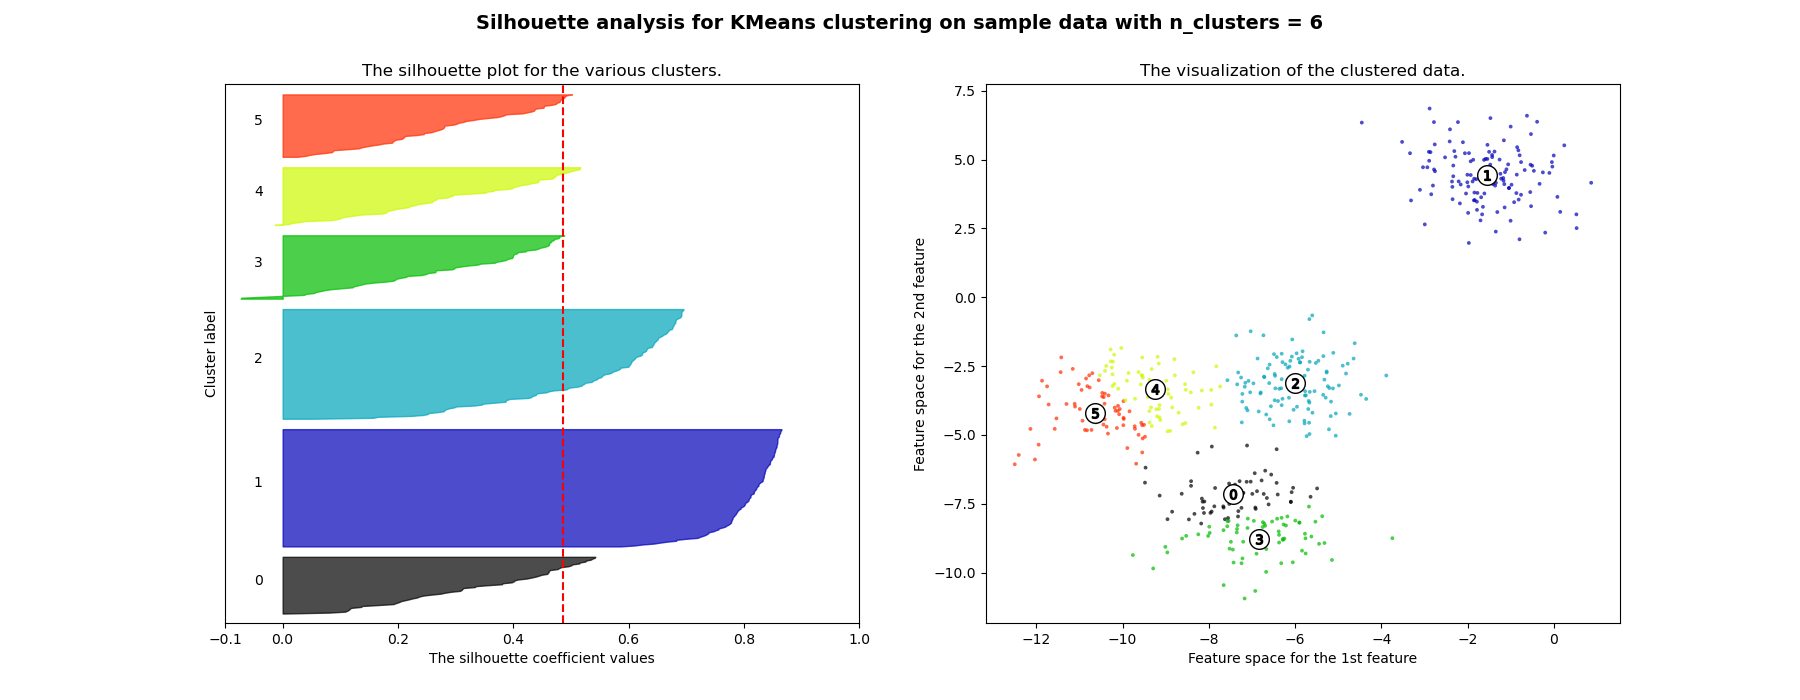 Silhouette analysis for KMeans clustering on sample data with n_clusters = 6
The silhouette plot for the various clusters.
Cluster label
5
4
3
2
1
0
−0.1 0.0 0.2 0.4 0.6 0.8 1.0
The silhouette coefficient values
The visualization of the clustered data.
Feature space for the 2nd feature
7.5
5.0
2.5
0.0
−2.5
−5.0
−7.5
−10.0
1
2
4
5
0
3
−12 −10 −8 −6 −4 −2 0
Feature space for the 1st feature